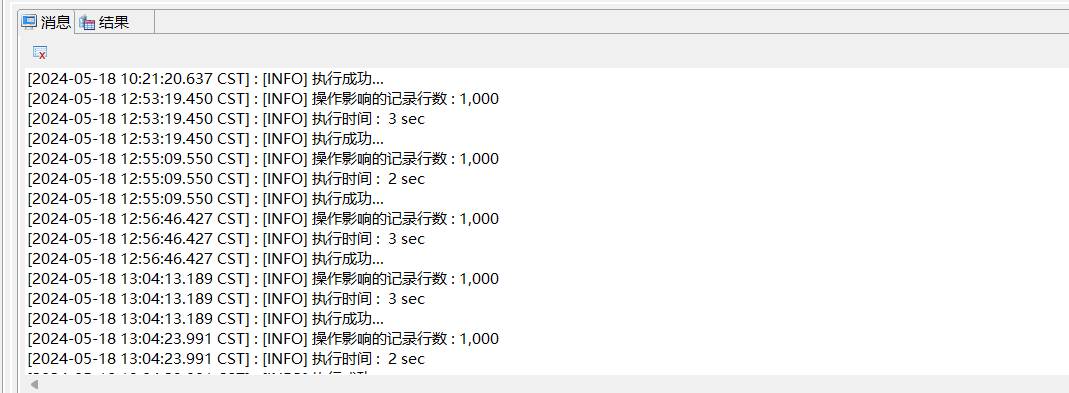 消息 结果
[2024-05-18 10:21:20.637 CST] : [INFO] 执行成功...
[2024-05-18 12:53:19.450 CST] : [INFO] 操作影响的记录行数 : 1,000
[2024-05-18 12:53:19.450 CST] : [INFO] 执行时间 :  3 sec
[2024-05-18 12:53:19.450 CST] : [INFO] 执行成功...
[2024-05-18 12:55:09.550 CST] : [INFO] 操作影响的记录行数 : 1,000
[2024-05-18 12:55:09.550 CST] : [INFO] 执行时间 :  2 sec
[2024-05-18 12:55:09.550 CST] : [INFO] 执行成功...
[2024-05-18 12:56:46.427 CST] : [INFO] 操作影响的记录行数 : 1,000
[2024-05-18 12:56:46.427 CST] : [INFO] 执行时间 :  3 sec
[2024-05-18 12:56:46.427 CST] : [INFO] 执行成功...
[2024-05-18 13:04:13.189 CST] : [INFO] 操作影响的记录行数 : 1,000
[2024-05-18 13:04:13.189 CST] : [INFO] 执行时间 :  3 sec
[2024-05-18 13:04:13.189 CST] : [INFO] 执行成功...
[2024-05-18 13:04:23.991 CST] : [INFO] 操作影响的记录行数 : 1,000
[2024-05-18 13:04:23.991 CST] : [INFO] 执行时间 :  2 sec